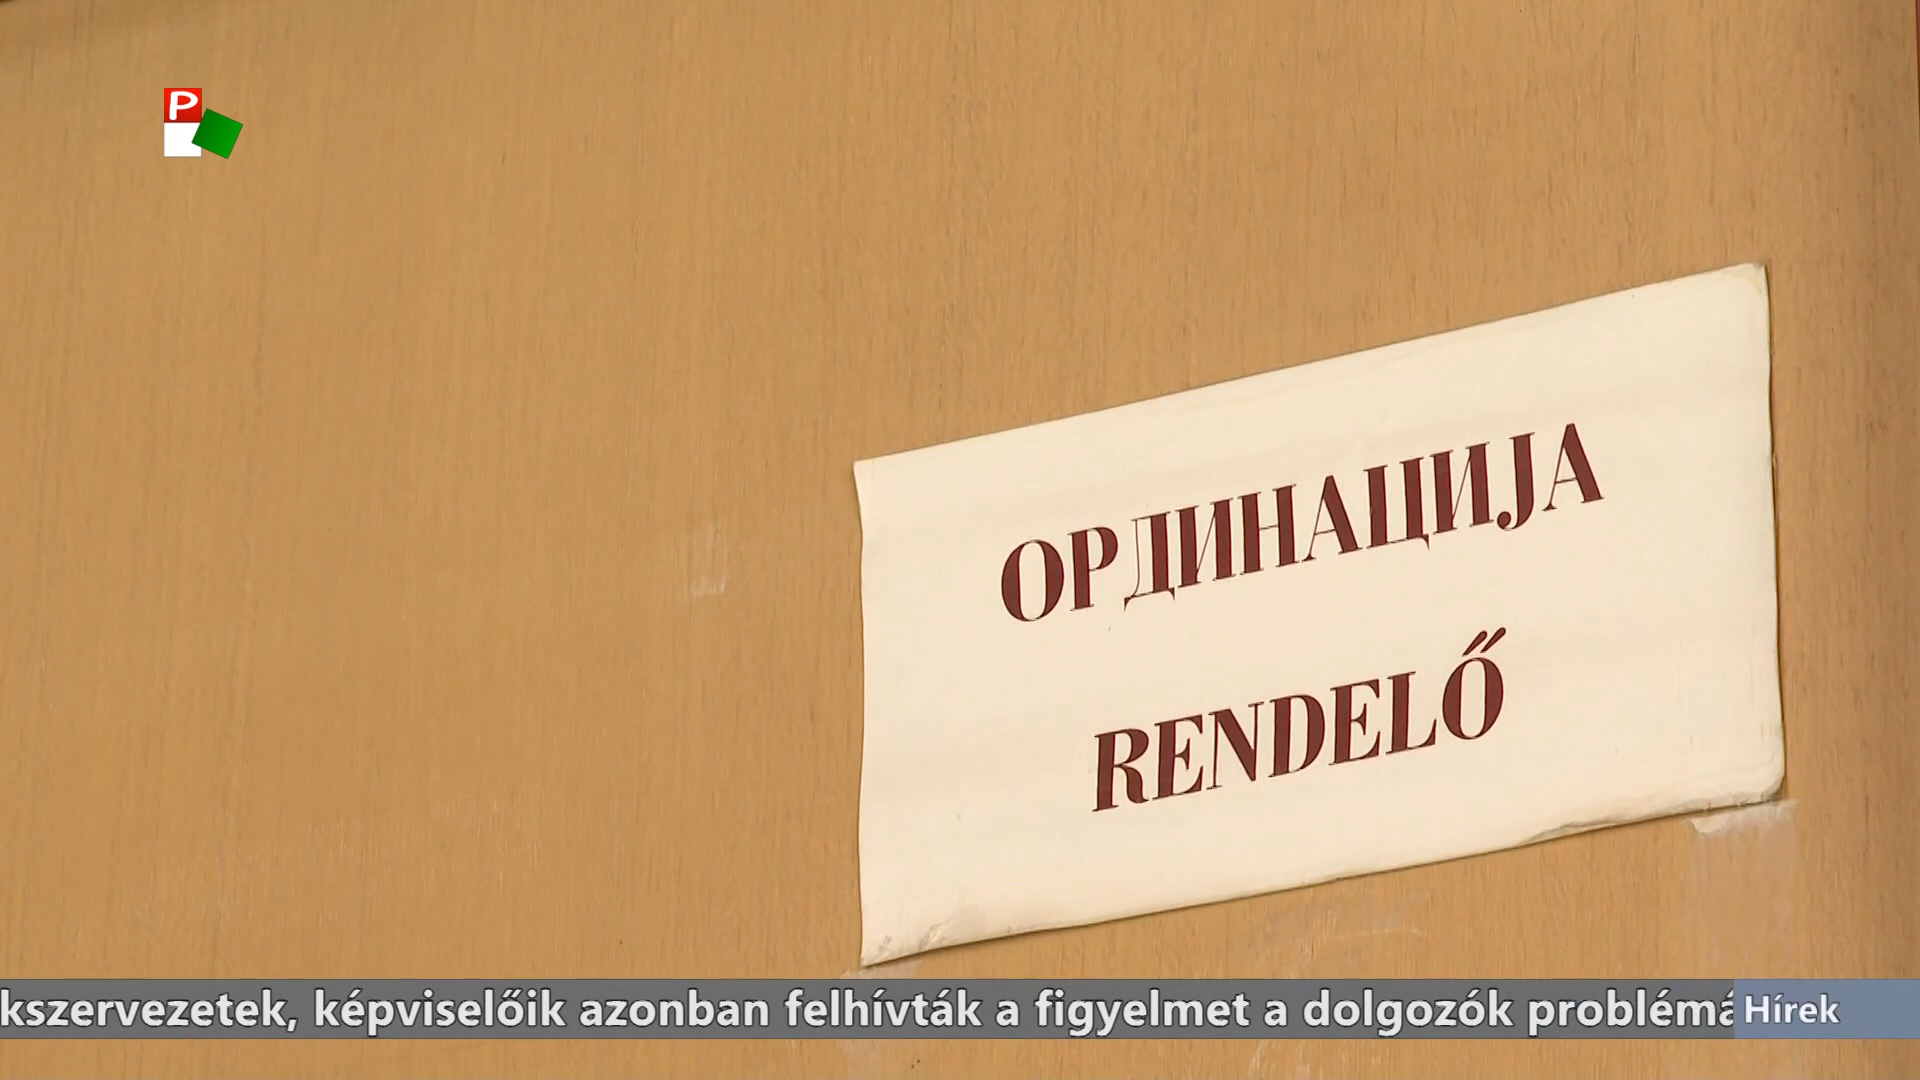 P
ОРДИНАЦИЈА
RENDELŐ
kszervezetek, képviselőik azonban felhívták a figyelmet a dolgozók problémá
Hírek